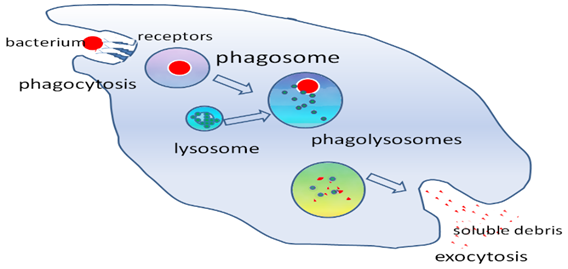 receptors
bacterium
phagosome
phagocytosis
lysosome
phagolysosomes
soluble debris
exocytosis